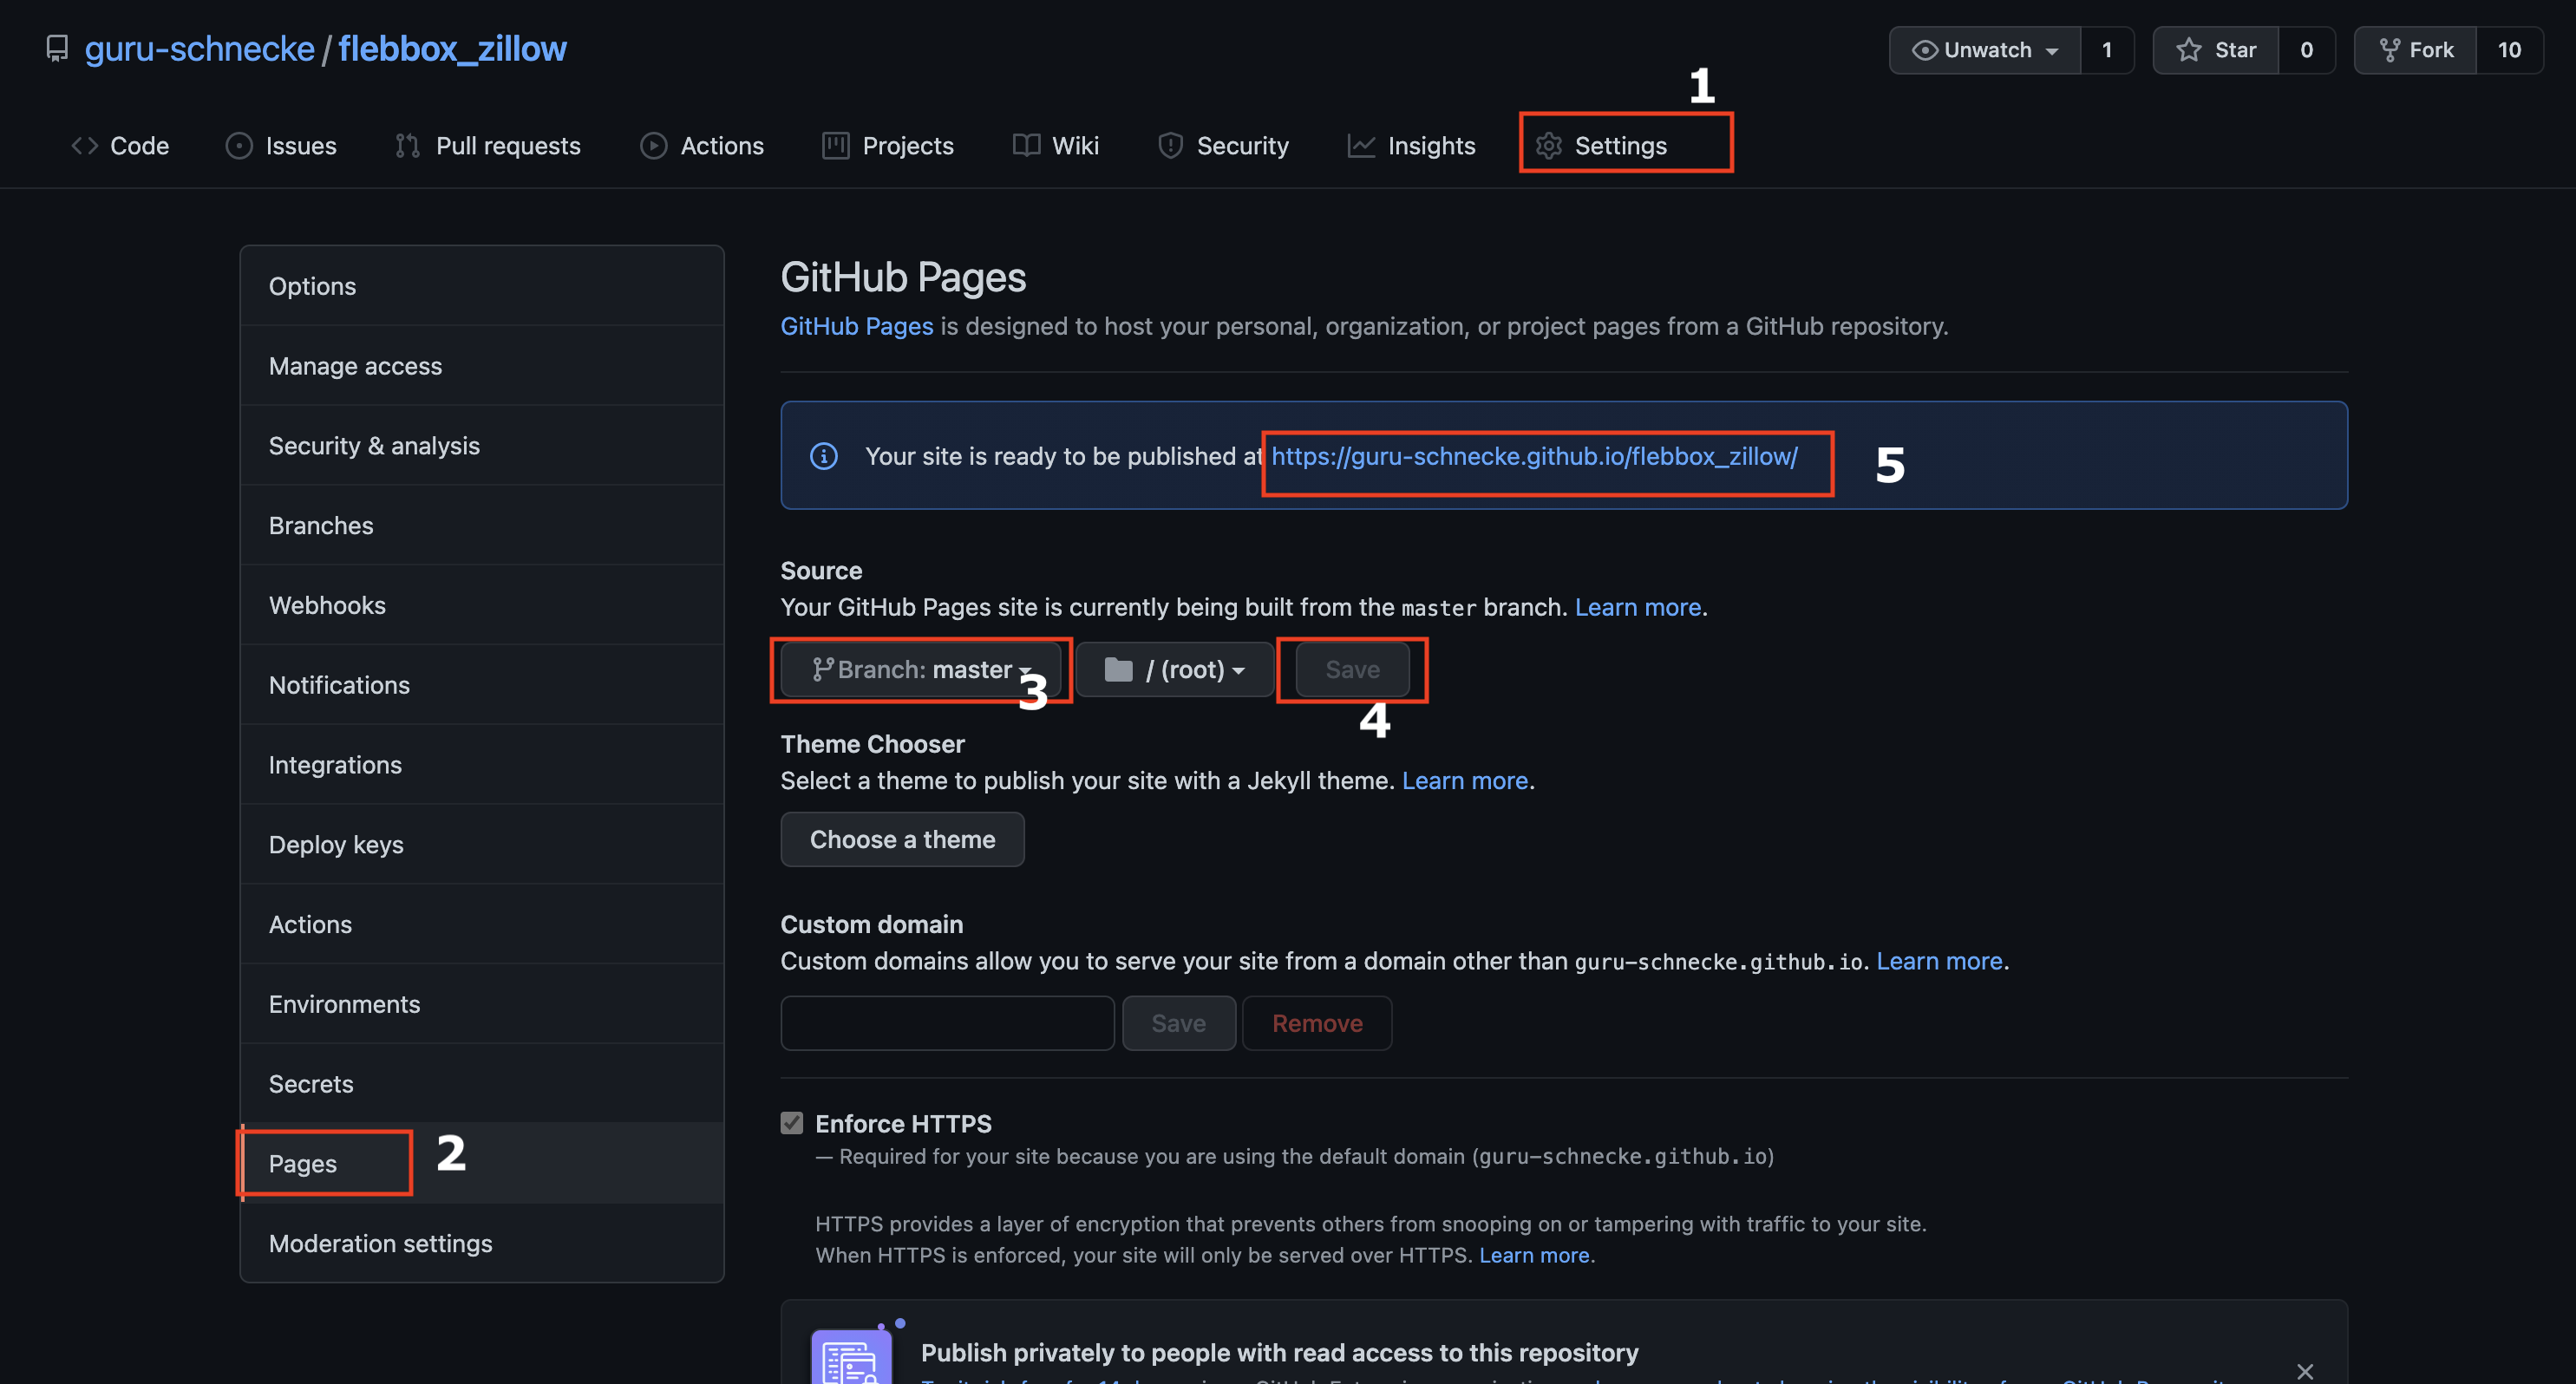 guru-schnecke / flebbox_zillow
Unwatch 1 Star 0 Fork 10
1
Code Issues Pull requests Actions Projects Wiki Security Insights Settings
Options
Manage access
Security & analysis
Branches
Webhooks
Notifications
Integrations
Deploy keys
Actions
Environments
Secrets
Pages 2
Moderation settings
GitHub Pages
GitHub Pages is designed to host your personal, organization, or project pages from a GitHub repository.
Your site is ready to be published at https://guru-schnecke.github.io/flebbox_zillow/ 5
Source
Your GitHub Pages site is currently being built from the master branch. Learn more.
Branch: master / (root) Save
3
4
Theme Chooser
Select a theme to publish your site with a Jekyll theme. Learn more.
Choose a theme
Custom domain
Custom domains allow you to serve your site from a domain other than guru-schnecke.github.io. Learn more.
Save Remove
Enforce HTTPS
— Required for your site because you are using the default domain (guru-schnecke.github.io)
HTTPS provides a layer of encryption that prevents others from snooping on or tampering with traffic to your site.
When HTTPS is enforced, your site will only be served over HTTPS. Learn more.
Publish privately to people with read access to this repository